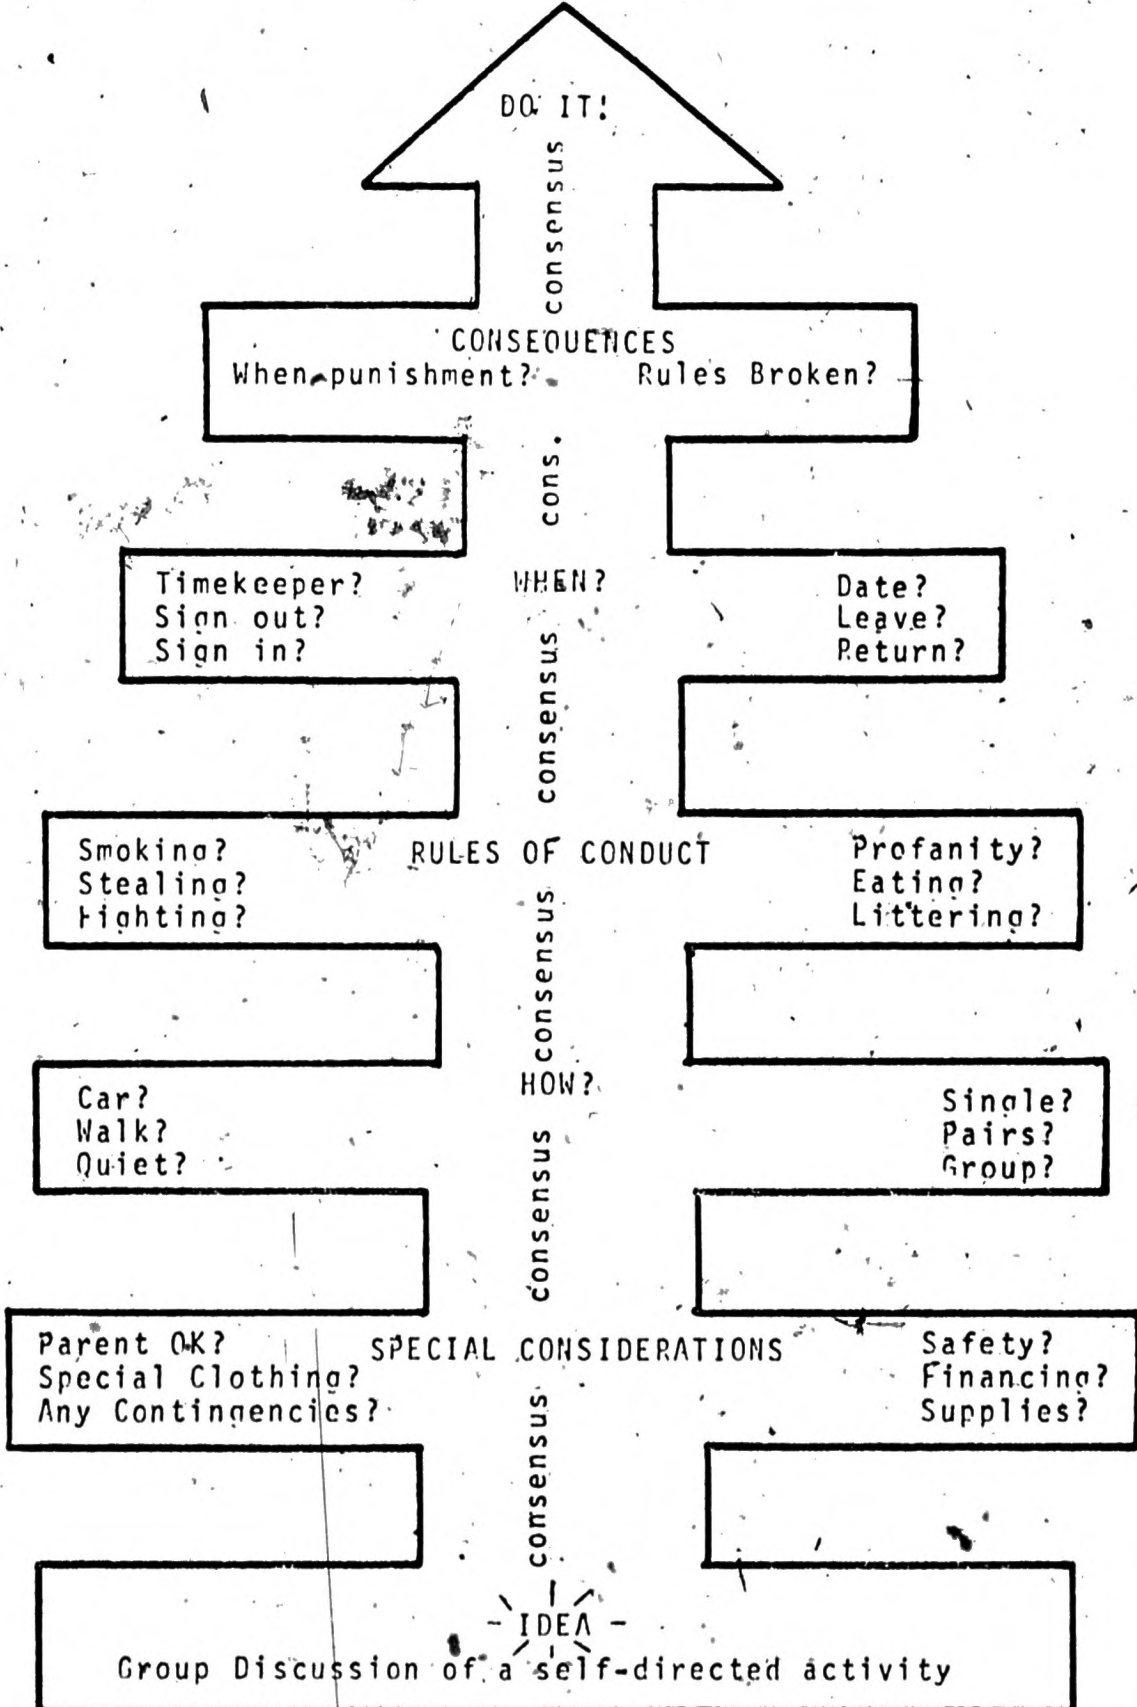 DO IT!
consensus
CONSEQUENCES
When punishment? Rules Broken?
cons.
Timekeeper? WHEN? Date?
Sign out? Leave?
Sign in? Return?
consensus
Smoking? RULES OF CONDUCT Profanity?
Stealing? Eating?
Fighting? Littering?
consensus
HOW?
Car? Single?
Walk? Pairs?
Quiet? Group?
consensus
Parent OK? SPECIAL CONSIDERATIONS Safety?
Special Clothing? Financing?
Any Contingencies? Supplies?
consensus
- IDEA -
Group Discussion of a self-directed activity